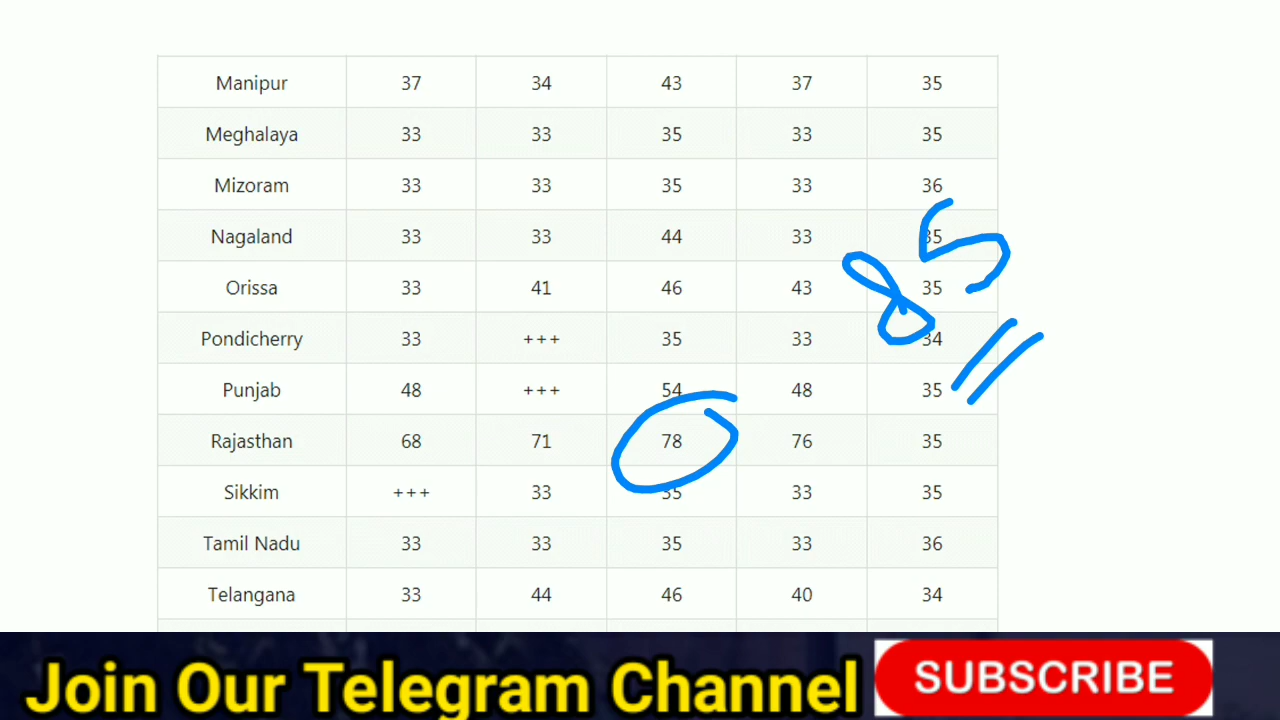 Manipur 37 34 43 37 35
Meghalaya 33 33 35 33 35
Mizoram 33 33 35 33 36
Nagaland 33 33 44 33 35
Orissa 33 41 46 43 35
85
Pondicherry 33 +++ 35 33 34
Punjab 48 +++ 54 48 35
Rajasthan 68 71 78 76 35
Sikkim +++ 33 35 33 35
Tamil Nadu 33 33 35 33 36
Telangana 33 44 46 40 34
Join Our Telegram Channel SUBSCRIBE